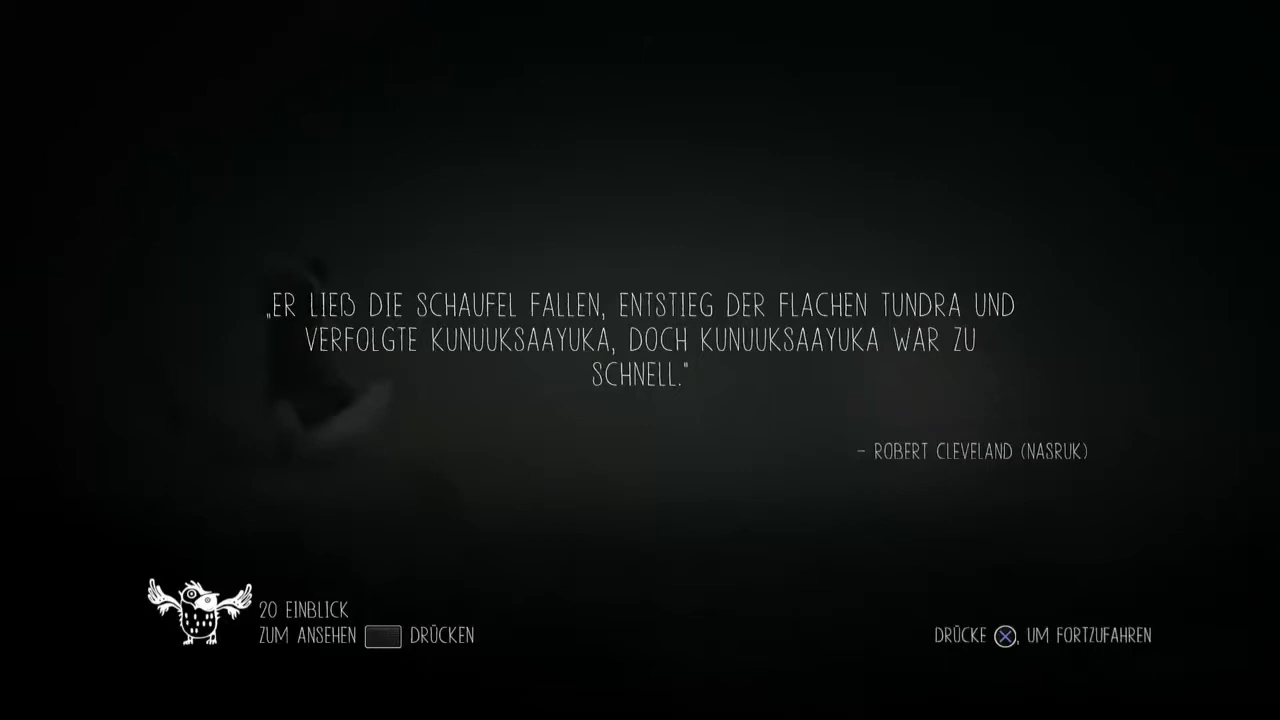 „ER LIEß DIE SCHAUFEL FALLEN, ENTSTIEG DER FLACHEN TUNDRA UND
VERFOLGTE KUNUUKSAAYUKA, DOCH KUNUUKSAAYUKA WAR ZU
SCHNELL."
- ROBERT CLEVELAND (NASRUK)
20 EINBLICK
ZUM ANSEHEN DRÜCKEN
DRÜCKE , UM FORTZUFAHREN